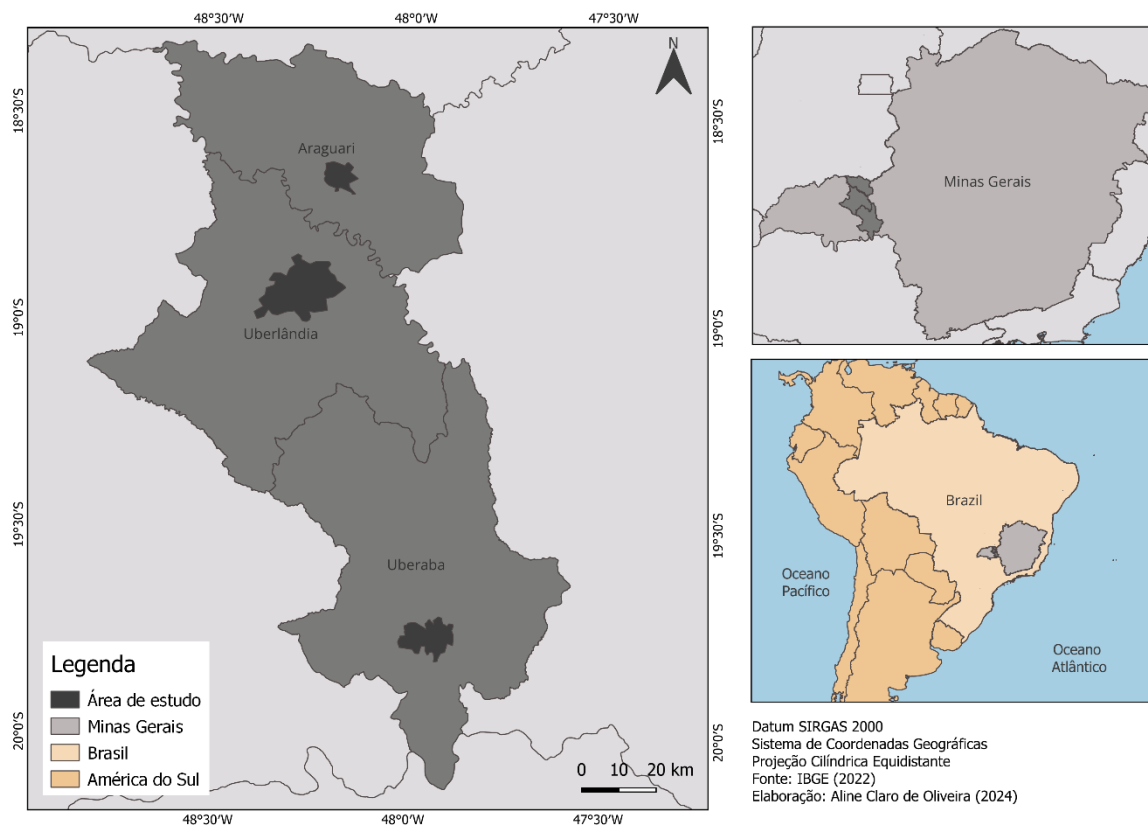 48°30'W
48°0'W
47°30'W
N
18°30'S
18°30'S
Araguari
Uberlândia
19°0'S
19°0'S
19°30'S
19°30'S
Uberaba
20°0'S
20°0'S
Legenda
Área de estudo
Minas Gerais
Brasil
América do Sul
0 10 20 km
48°30'W
48°0'W
47°30'W
Minas Gerais
Brazil
Oceano
Pacífico
Oceano
Atlântico
Datum SIRGAS 2000
Sistema de Coordenadas Geográficas
Projeção Cilíndrica Equidistante
Fonte: IBGE (2022)
Elaboração: Aline Claro de Oliveira (2024)